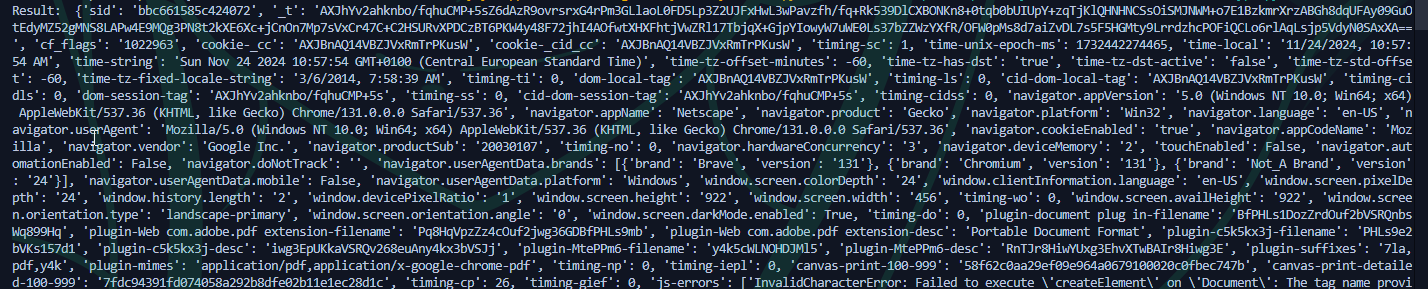 Result:  {'sid': 'bbc661585c424072', '_t': 'AXJhYv2ahknbo/fqhuCMP+5sZ6dAzR9ovrsrxG4rPm3GLlaoL0FD5Lp3Z2UJFxHwL3wPavzfh/fq+Rk539DlCXBONKn8+0tqb0bUIUpY+zqTjKlQHNHNCSsOiSMJNWM+o7E1BzKmrXrzABGh8dqUFAy09GuO
tEdyMZ52gMNS8LAPw4E9MQg3PN8t2kXE6Xc+jCnOn7Mp7sVxCr47C+C2HSURvXPDCzBT6PKW4y48F72jhI4AOfwtXHXFhtjVwZRl17TbjqX+GjpYIowyW7uWE0Ls37bZZWzYXfR/OFW0pMs8d7aiZvDL7s5F5HGMty9LrrdzhcPOFiQCLo6rlAqLsjp5VdyN0SAxXA==
', 'cf_flags': '1022963', 'cookie-_cc': 'AXJBnAQ14VBZJVxRmTrPKusW', 'cookie-_cid_cc': 'AXJBnAQ14VBZJVxRmTrPKusW', 'timing-sc': 1, 'time-unix-epoch-ms': 1732442274465, 'time-local': '11/24/2024, 10:57:
54 AM', 'time-string': 'Sun Nov 24 2024 10:57:54 GMT+0100 (Central European Standard Time)', 'time-tz-offset-minutes': -60, 'time-tz-has-dst': 'true', 'time-tz-dst-active': 'false', 'time-tz-std-offse
t': -60, 'time-tz-fixed-locale-string': '3/6/2014, 7:58:39 AM', 'timing-ti': 0, 'dom-local-tag': 'AXJBnAQ14VBZJVxRmTrPKusW', 'timing-ls': 0, 'cid-dom-local-tag': 'AXJBnAQ14VBZJVxRmTrPKusW', 'timing-ci
dls': 0, 'dom-session-tag': 'AXJhYv2ahknbo/fqhuCMP+5s', 'timing-ss': 0, 'cid-dom-session-tag': 'AXJhYv2ahknbo/fqhuCMP+5s', 'timing-cidss': 0, 'navigator.appVersion': '5.0 (Windows NT 10.0; Win64; x64)
 AppleWebKit/537.36 (KHTML, like Gecko) Chrome/131.0.0.0 Safari/537.36', 'navigator.appName': 'Netscape', 'navigator.product': 'Gecko', 'navigator.platform': 'Win32', 'navigator.language': 'en-US', 'n
avigator.userAgent': 'Mozilla/5.0 (Windows NT 10.0; Win64; x64) AppleWebKit/537.36 (KHTML, like Gecko) Chrome/131.0.0.0 Safari/537.36', 'navigator.cookieEnabled': 'true', 'navigator.appCodeName': 'Moz
illa', 'navigator.vendor': 'Google Inc.', 'navigator.productSub': '20030107', 'timing-no': 0, 'navigator.hardwareConcurrency': '3', 'navigator.deviceMemory': '2', 'touchEnabled': False, 'navigator.aut
omationEnabled': False, 'navigator.doNotTrack': '', 'navigator.userAgentData.brands': [{'brand': 'Brave', 'version': '131'}, {'brand': 'Chromium', 'version': '131'}, {'brand': 'Not_A Brand', 'version'
: '24'}], 'navigator.userAgentData.mobile': False, 'navigator.userAgentData.platform': 'Windows', 'window.screen.colorDepth': '24', 'window.clientInformation.language': 'en-US', 'window.screen.pixelDe
pth': '24', 'window.history.length': '2', 'window.devicePixelRatio': '1', 'window.screen.height': '922', 'window.screen.width': '456', 'timing-wo': 0, 'window.screen.availHeight': '922', 'window.scree
n.orientation.type': 'landscape-primary', 'window.screen.orientation.angle': '0', 'window.screen.darkMode.enabled': True, 'timing-do': 0, 'plugin-document plug in-filename': 'BfPHLs1DozZrdOuf2bVSRQnbs
Wq899Hq', 'plugin-Web com.adobe.pdf extension-filename': 'Pq8HqVpzZz4cOuf2jwg36GDBfPHLs9mb', 'plugin-Web com.adobe.pdf extension-desc': 'Portable Document Format', 'plugin-c5k5kx3j-filename': 'PHLs9e2
bVKs157d1', 'plugin-c5k5kx3j-desc': 'iwg3EpUKkaVSRQv268euAny4kx3bVSJj', 'plugin-MtePPm6-filename': 'y4k5cWLNOHDJMl5', 'plugin-MtePPm6-desc': 'RnTJr8HiwYUxg3EhvXTwBAIr8Hiwg3E', 'plugin-suffixes': '7la,
pdf,y4k', 'plugin-mimes': 'application/pdf,application/x-google-chrome-pdf', 'timing-np': 0, 'timing-iepl': 0, 'canvas-print-100-999': '58f62c0aa29ef09e964a0679100020c0fbec747b', 'canvas-print-detaile
d-100-999': '7fdc94391fd074058a292b8dfe02b11e1ec28d1c', 'timing-cp': 26, 'timing-gief': 0, 'js-errors': ['InvalidCharacterError: Failed to execute \'createElement\' on \'Document\': The tag name provi